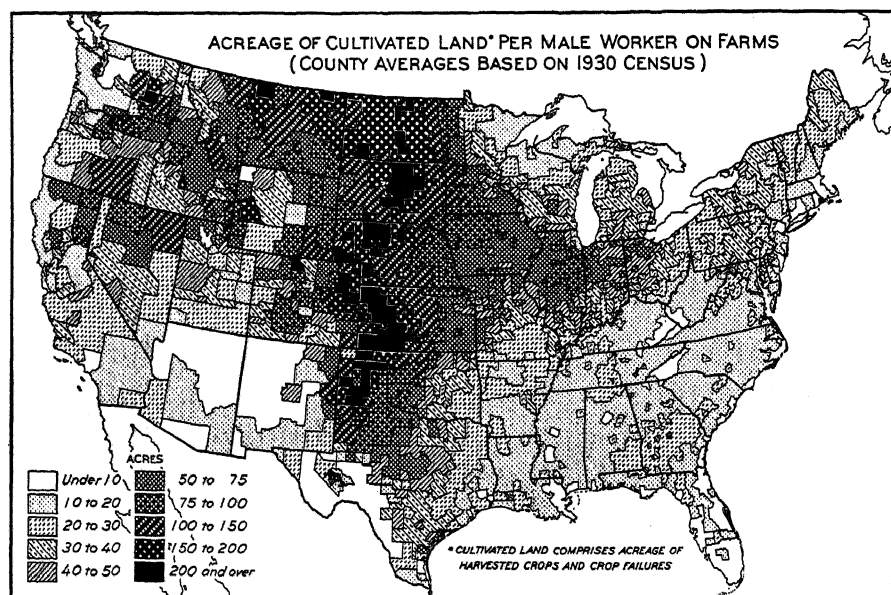 ACREAGE OF CULTIVATED LAND* PER MALE WORKER ON FARMS
(COUNTY AVERAGES BASED ON 1930 CENSUS)
ACRES
Under 10
10 to 20
20 to 30
30 to 40
40 to 50
50 to 75
75 to 100
100 to 150
150 to 200
200 and over
* CULTIVATED LAND COMPRISES ACREAGE OF
HARVESTED CROPS AND CROP FAILURES